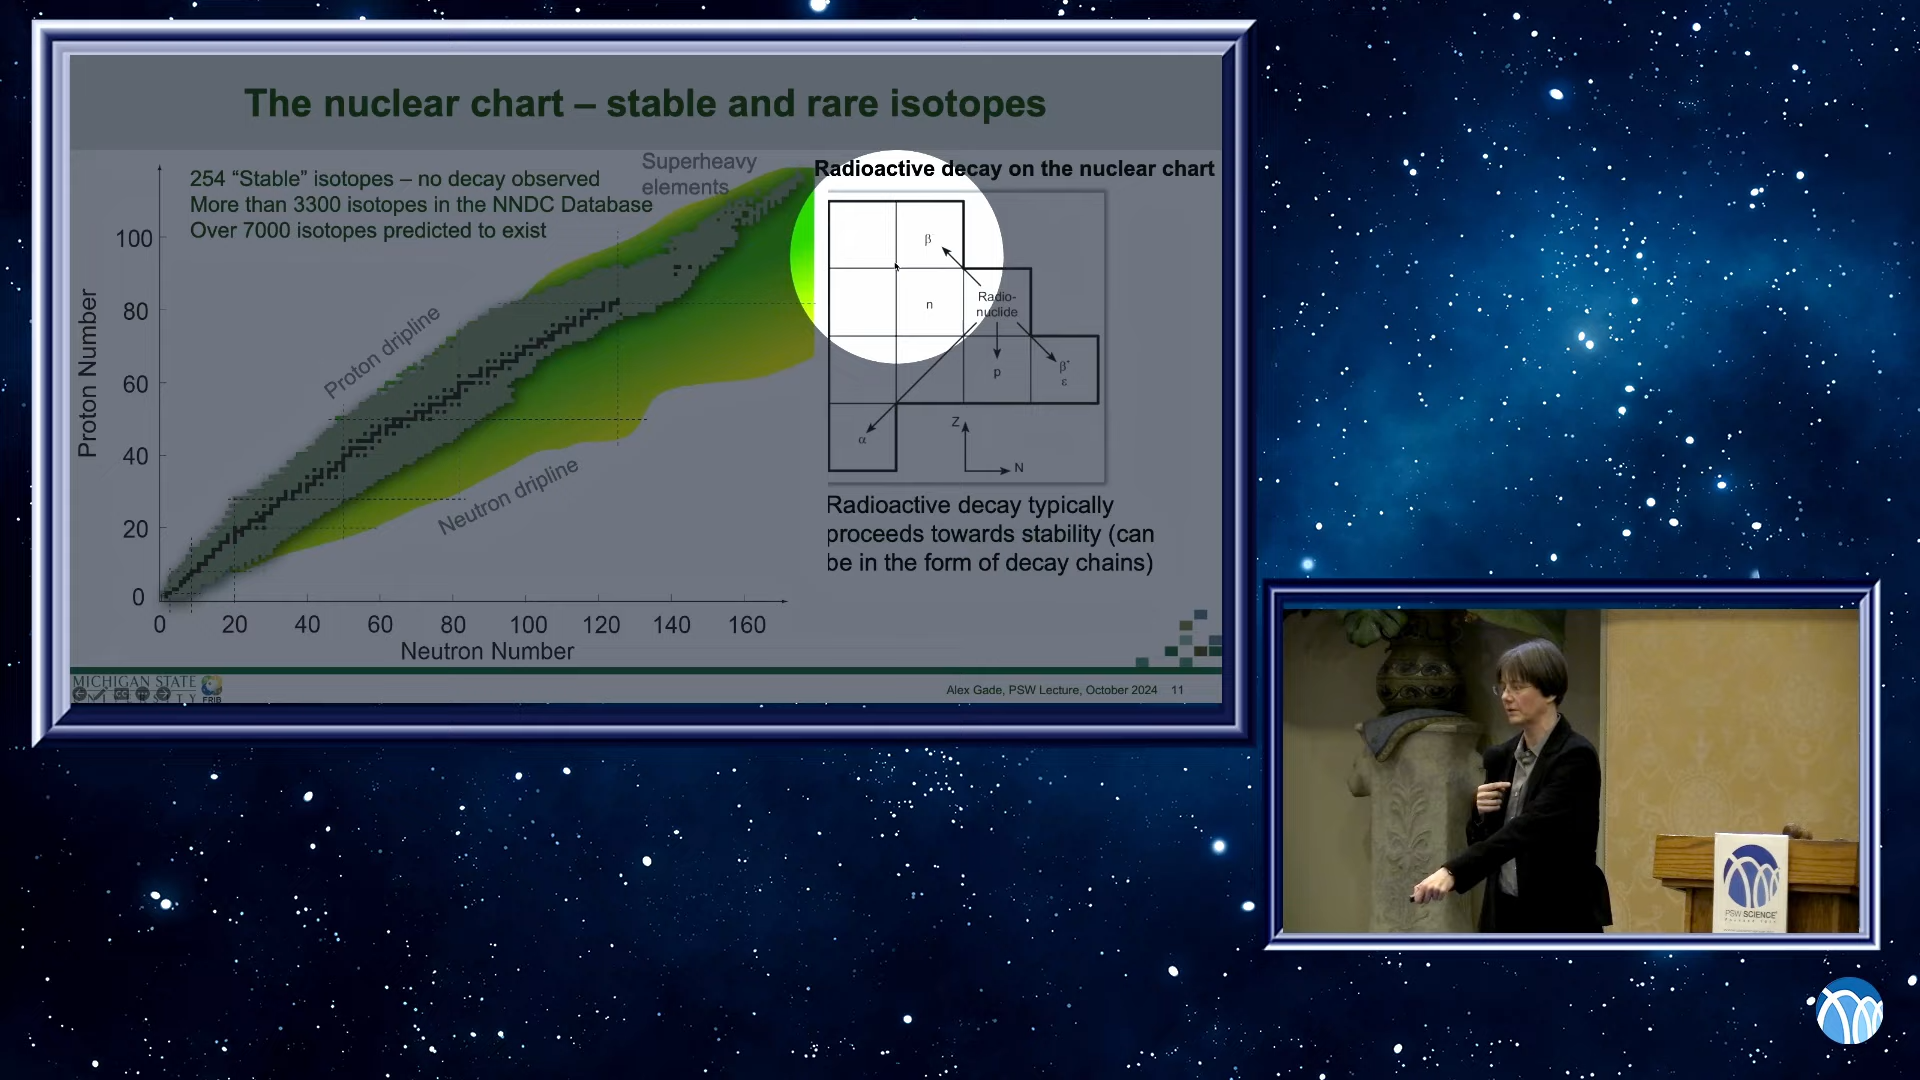 The nuclear chart – stable and rare isotopes
254 “Stable” isotopes – no decay observed
More than 3300 isotopes in the NNDC Database
Over 7000 isotopes predicted to exist
Superheavy
elements
Proton dripline
Neutron dripline
Proton Number
100
80
60
40
20
0
0 20 40 60 80 100 120 140 160
Neutron Number
Radioactive decay on the nuclear chart
β
n
Radio-
nuclide
p
β+
ε
α
Z
N
Radioactive decay typically
proceeds towards stability (can
be in the form of decay chains)
MICHIGAN STATE
UNIVERSITY
FRIB
Alex Gade, PSW Lecture, October 2024 11
PSW SCIENCE